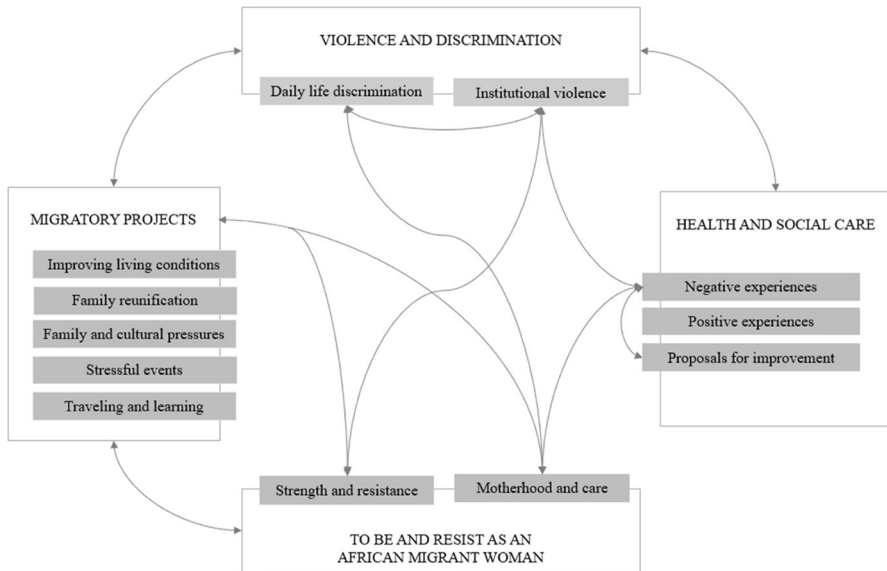 VIOLENCE AND DISCRIMINATION
Daily life discrimination
Institutional violence
MIGRATORY PROJECTS
Improving living conditions
Family reunification
Family and cultural pressures
Stressful events
Traveling and learning
HEALTH AND SOCIAL CARE
Negative experiences
Positive experiences
Proposals for improvement
Strength and resistance
Motherhood and care
TO BE AND RESIST AS AN
AFRICAN MIGRANT WOMAN